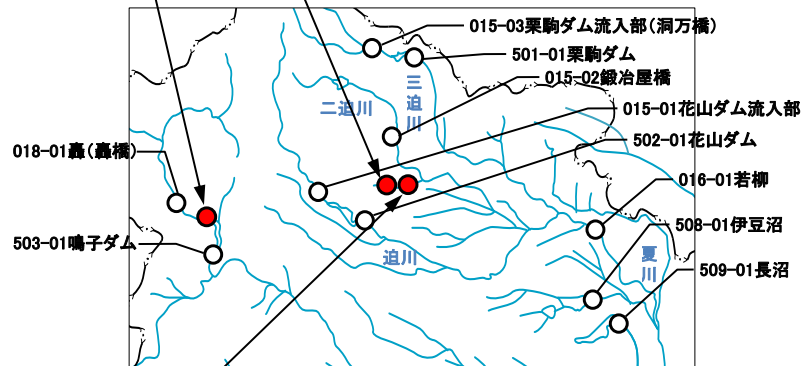 015-03栗駒ダム流入部(洞万橋)
501-01栗駒ダム
015-02鍛冶屋橋
三迫川
二迫川
015-01花山ダム流入部
502-01花山ダム
018-01轟(轟橋)
016-01若柳
508-01伊豆沼
503-01鳴子ダム
迫川
夏川
509-01長沼